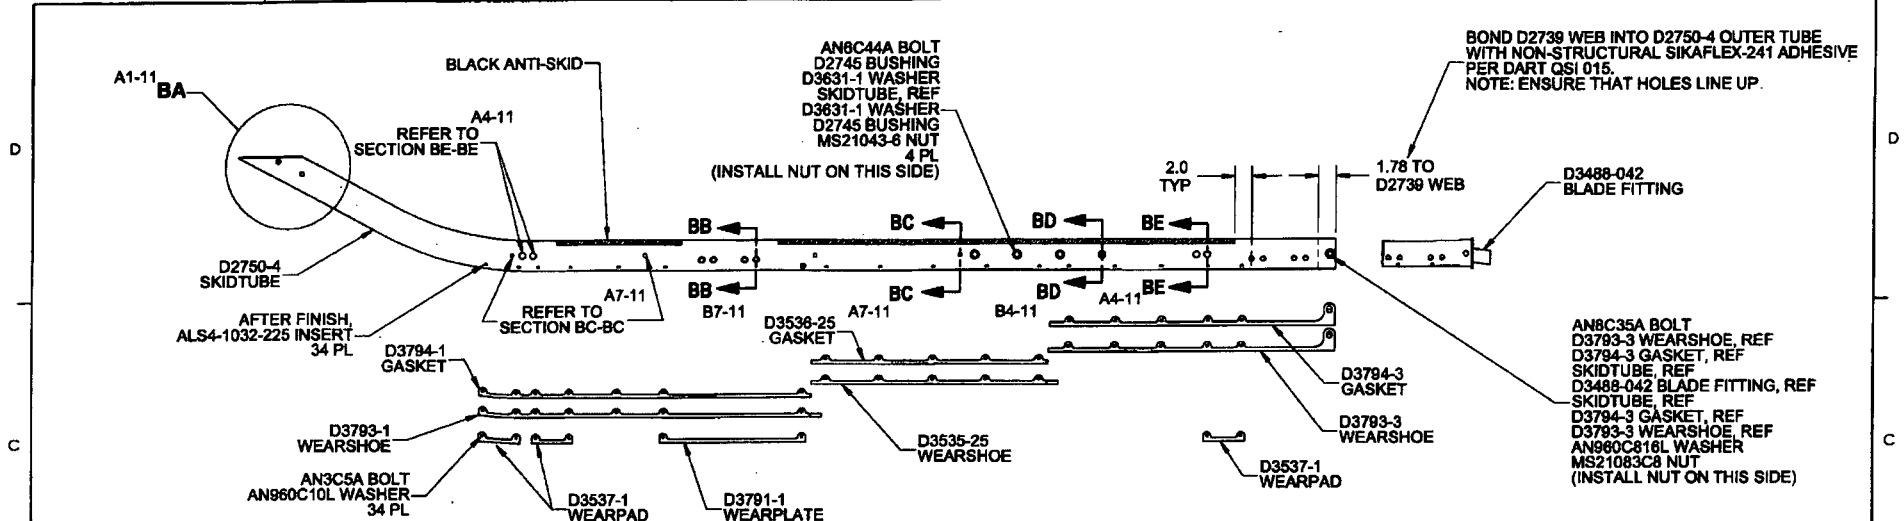 A1-11
BA
BLACK ANTI-SKID
A4-11
REFER TO
SECTION BE-BE
AN6C44A BOLT
D2745 BUSHING
D3631-1 WASHER
SKIDTUBE, REF
D3631-1 WASHER
D2745 BUSHING
MS21043-6 NUT
4 PL
(INSTALL NUT ON THIS SIDE)
BOND D2739 WEB INTO D2750-4 OUTER TUBE
WITH NON-STRUCTURAL SIKAFLEX-241 ADHESIVE
PER DART QSI 015.
NOTE: ENSURE THAT HOLES LINE UP.
D
D
2.0
TYP
1.78 TO
D2739 WEB
D3488-042
BLADE FITTING
BB
BC
BD
BE
D2750-4
SKIDTUBE
BB
BC
BD
BE
A7-11
B7-11
A7-11
B4-11
A4-11
REFER TO
SECTION BC-BC
AFTER FINISH,
ALS4-1032-225 INSERT
34 PL
D3794-1
GASKET
D3536-25
GASKET
D3794-3
GASKET
D3793-1
WEARSHOE
D3535-25
WEARSHOE
D3793-3
WEARSHOE
AN8C35A BOLT
D3793-3 WEARSHOE, REF
D3794-3 GASKET, REF
SKIDTUBE, REF
D3488-042 BLADE FITTING, REF
SKIDTUBE, REF
D3794-3 GASKET, REF
D3793-3 WEARSHOE, REF
AN960C816L WASHER
MS21083C8 NUT
(INSTALL NUT ON THIS SIDE)
C
C
AN3C5A BOLT
AN960C10L WASHER
34 PL
D3537-1
WEARPAD
D3791-1
WEARPLATE
D3537-1
WEARPAD